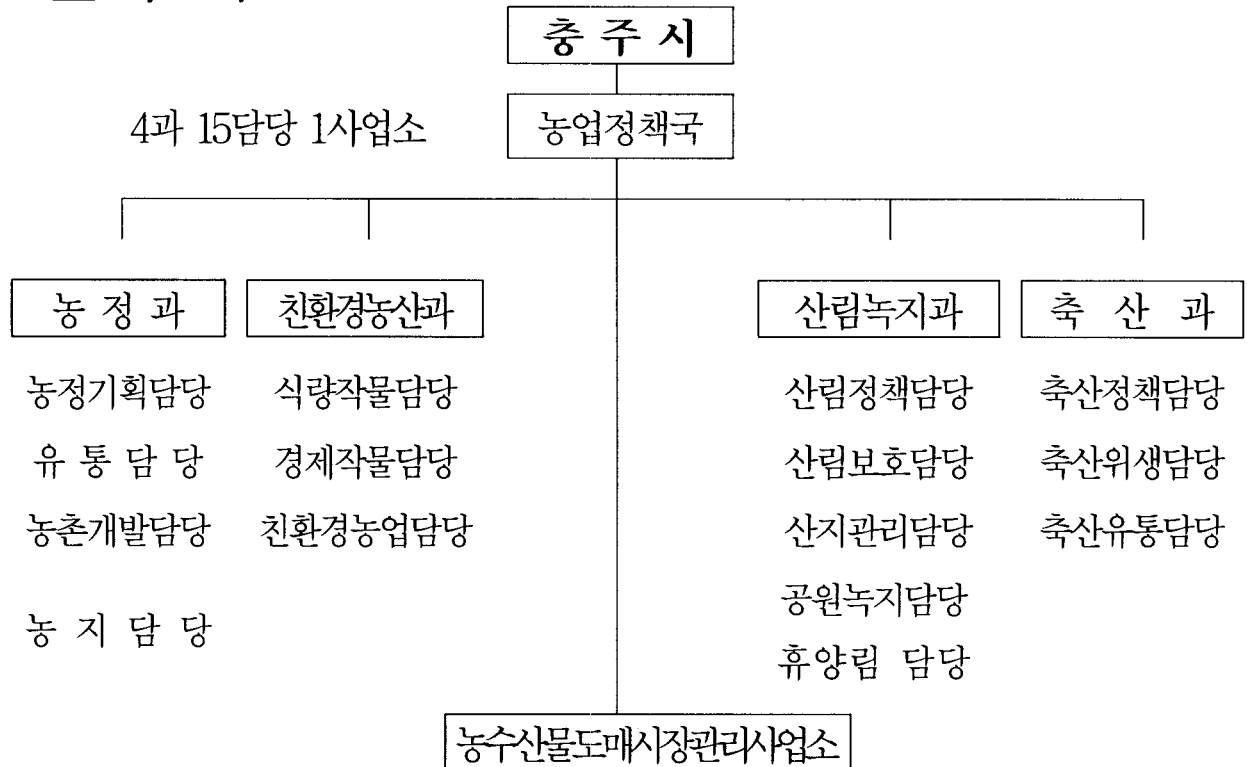 충 주 시
4과 15담당 1사업소
농업정책국
농 정 과
친환경농산과
산림녹지과
축 산 과
농정기획담당
식량작물담당
산림정책담당
축산정책담당
유 통 담 당
경제작물담당
산림보호담당
축산위생담당
농촌개발담당
친환경농업담당
산지관리담당
축산유통담당
농 지 담 당
공원녹지담당
휴양림 담당
농수산물도매시장관리사업소